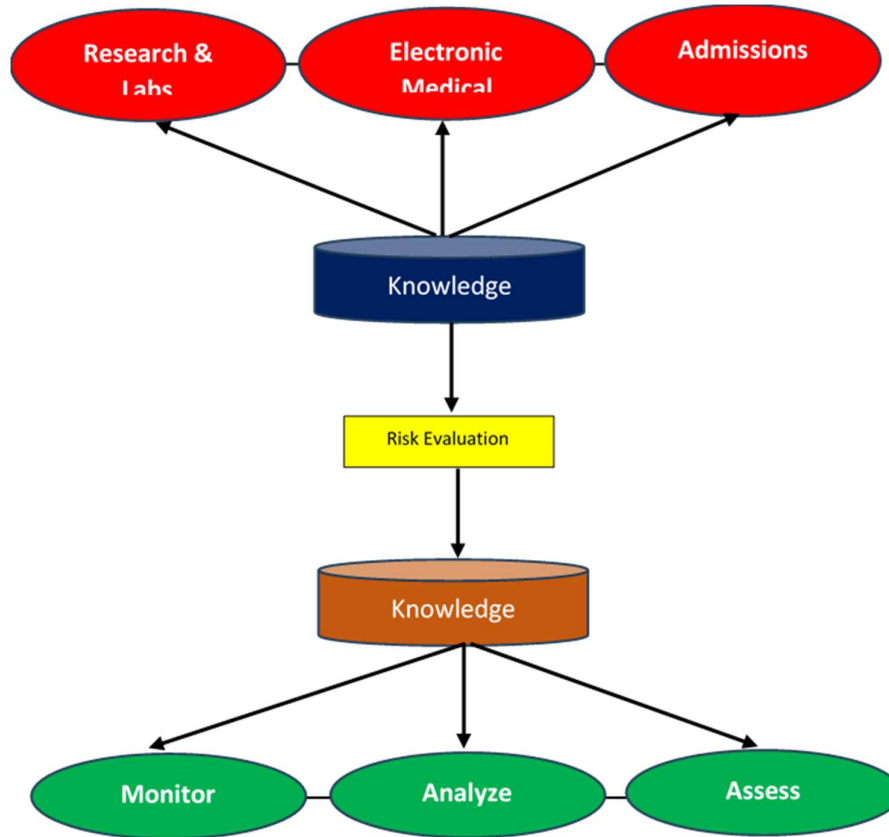 Research &
Labs
Electronic
Medical
Admissions
Knowledge
Risk Evaluation
Knowledge
Monitor
Analyze
Assess